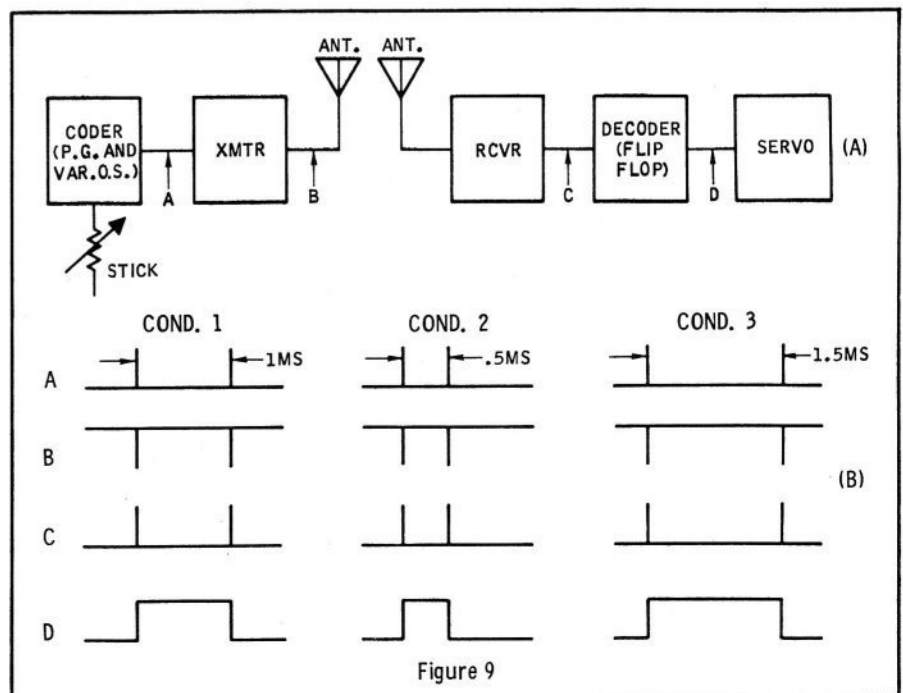 ANT. ANT.
CODER
(P.G. AND
VAR.O.S.)
XMTR
RCVR
DECODER
(FLIP
FLOP)
SERVO
(A)
A
B
C
D
STICK
COND. 1
COND. 2
COND. 3
A
1MS
.5MS
1.5MS
B
(B)
C
D
Figure 9